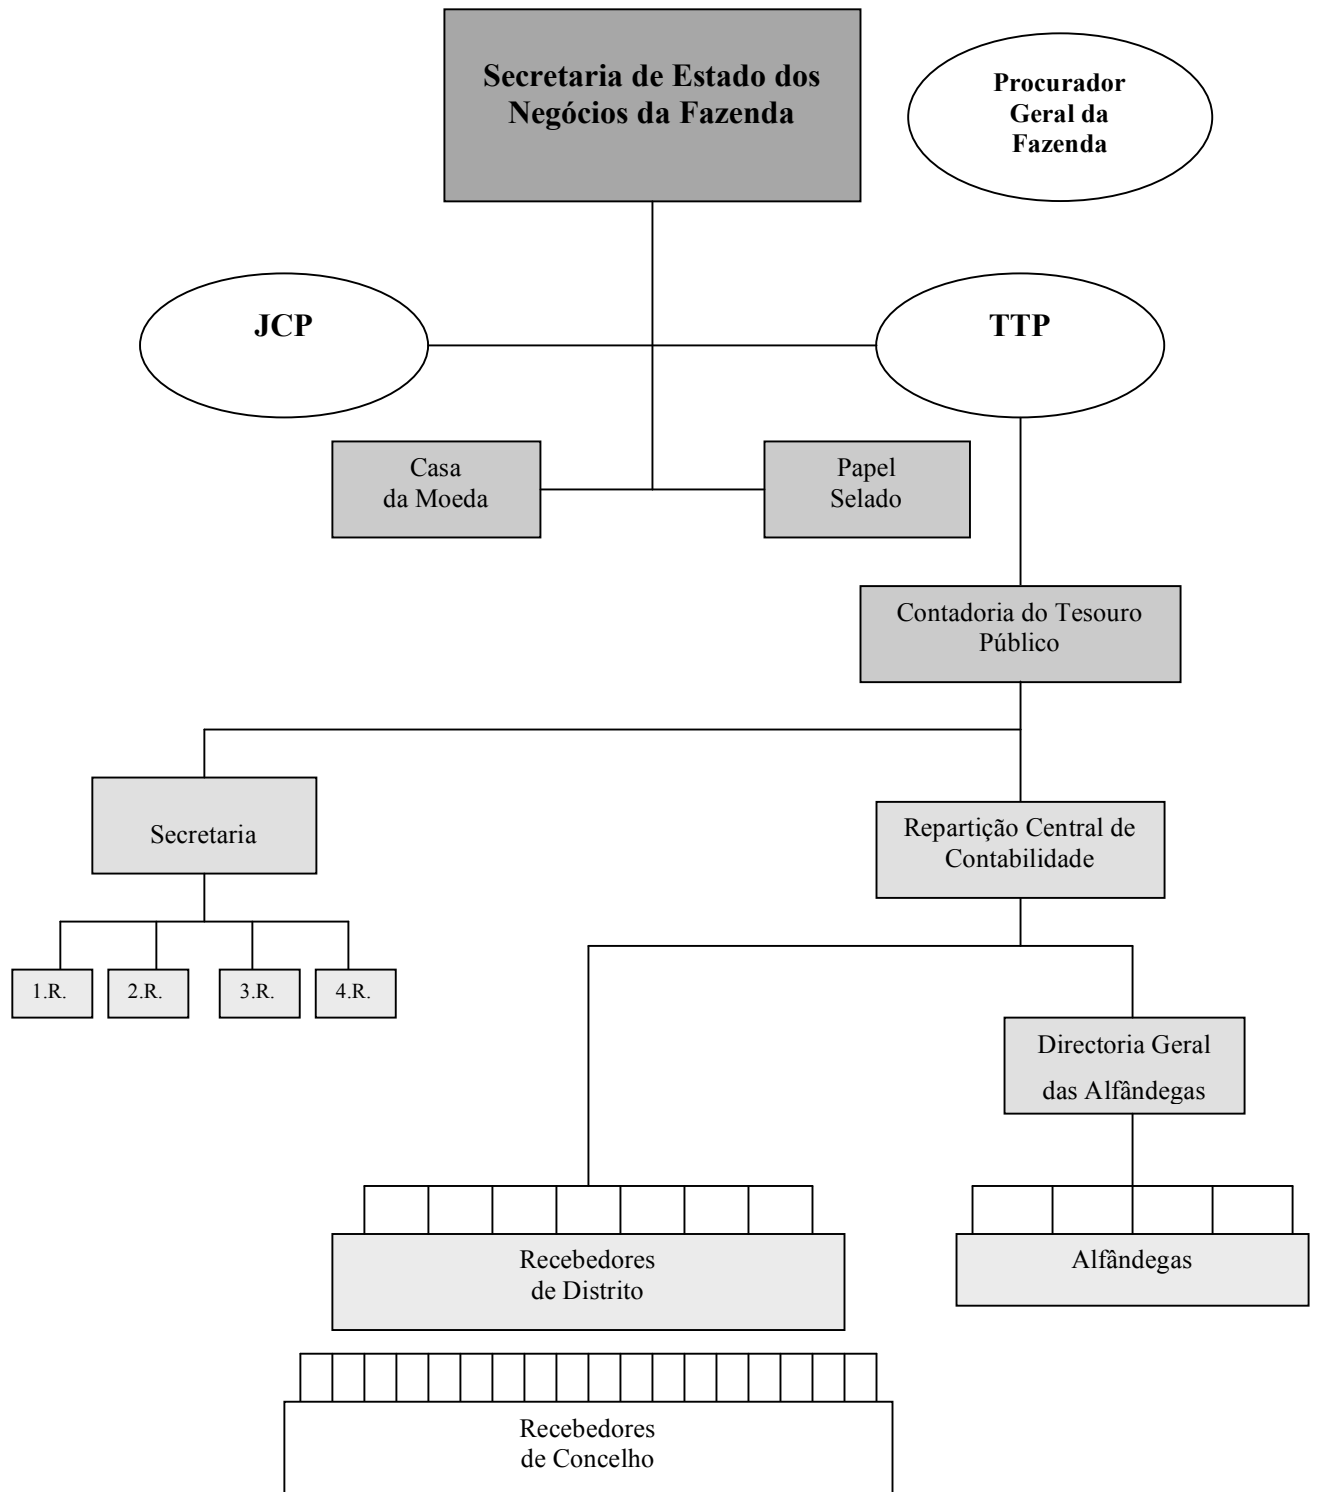 Secretaria de Estado dos
Negócios da Fazenda
Procurador
Geral da
Fazenda
JCP
TTP
Casa
da Moeda
Papel
Selado
Contadoria do Tesouro
Público
Secretaria
Repartição Central de
Contabilidade
1.R.
2.R.
3.R.
4.R.
Directoria Geral
das Alfândegas
Recebedores
de Distrito
Alfândegas
Recebedores
de Concelho